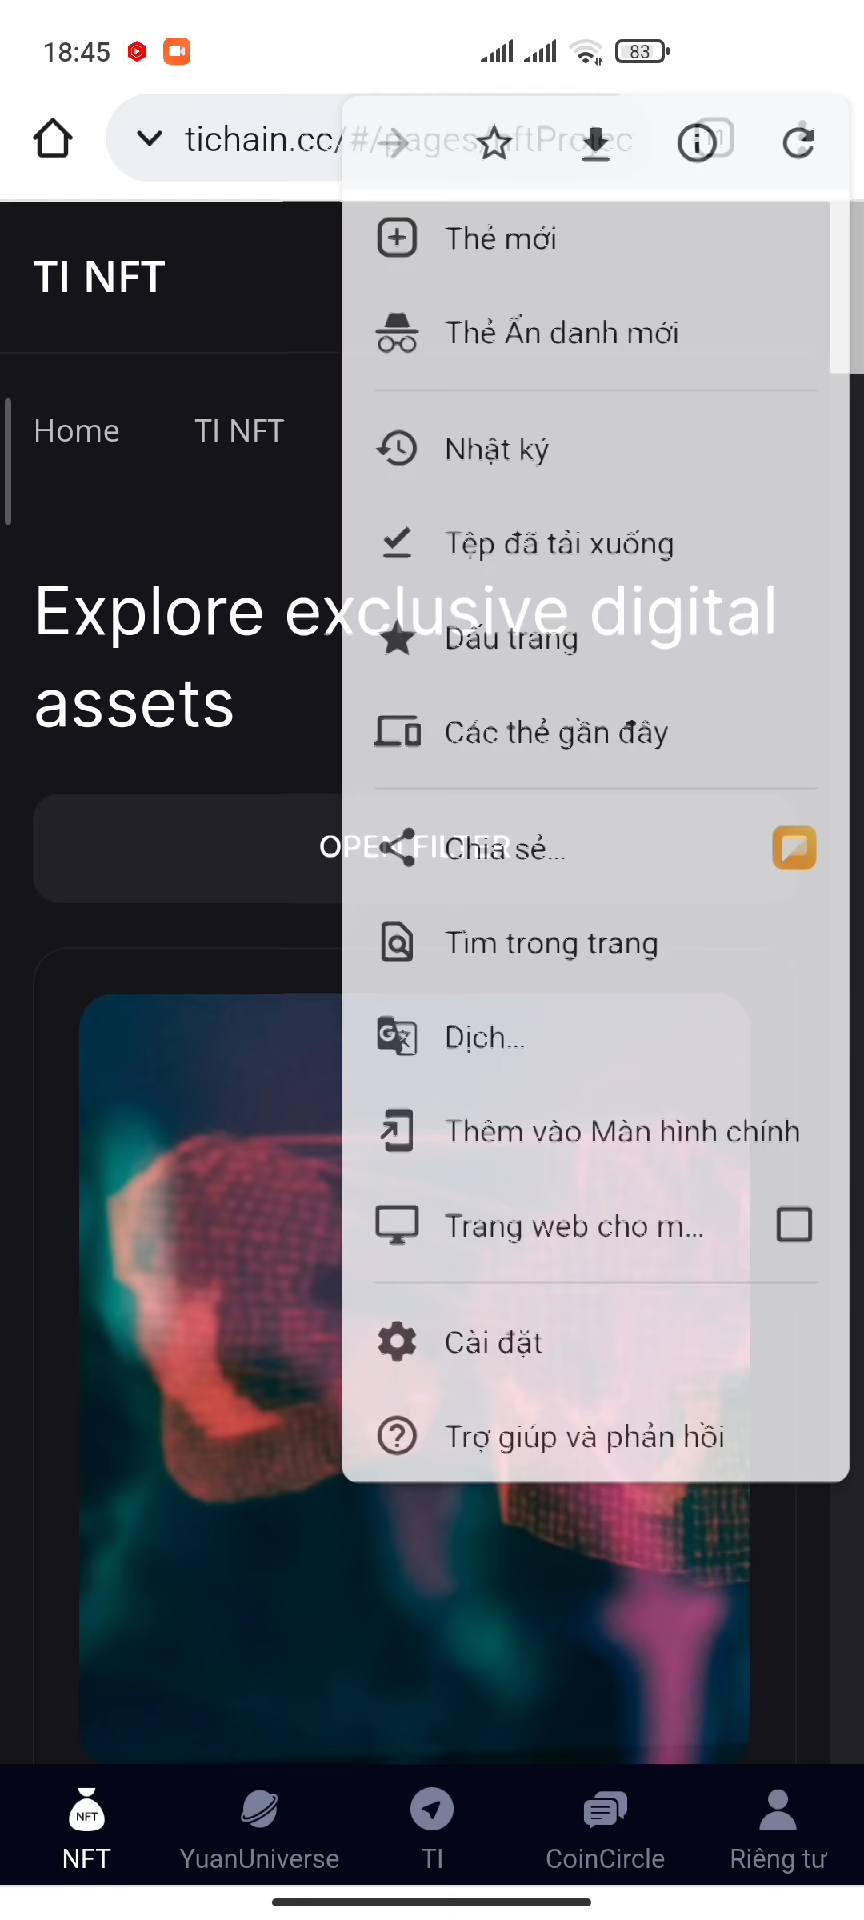 18:45
83
tichain.cc/#/pages/nftProjec
11
TI NFT
Thẻ mới
Thẻ Ẩn danh mới
Home
TI NFT
Nhật ký
Tệp đã tải xuống
Explore exclusive digital
assets
Dấu trang
Các thẻ gần đây
OPEN FILTER
Chia sẻ...
Tìm trong trang
Dịch...
Thêm vào Màn hình chính
Trang web cho m...
Cài đặt
Trợ giúp và phản hồi
NFT
NFT
YuanUniverse
TI
CoinCircle
Riêng tư